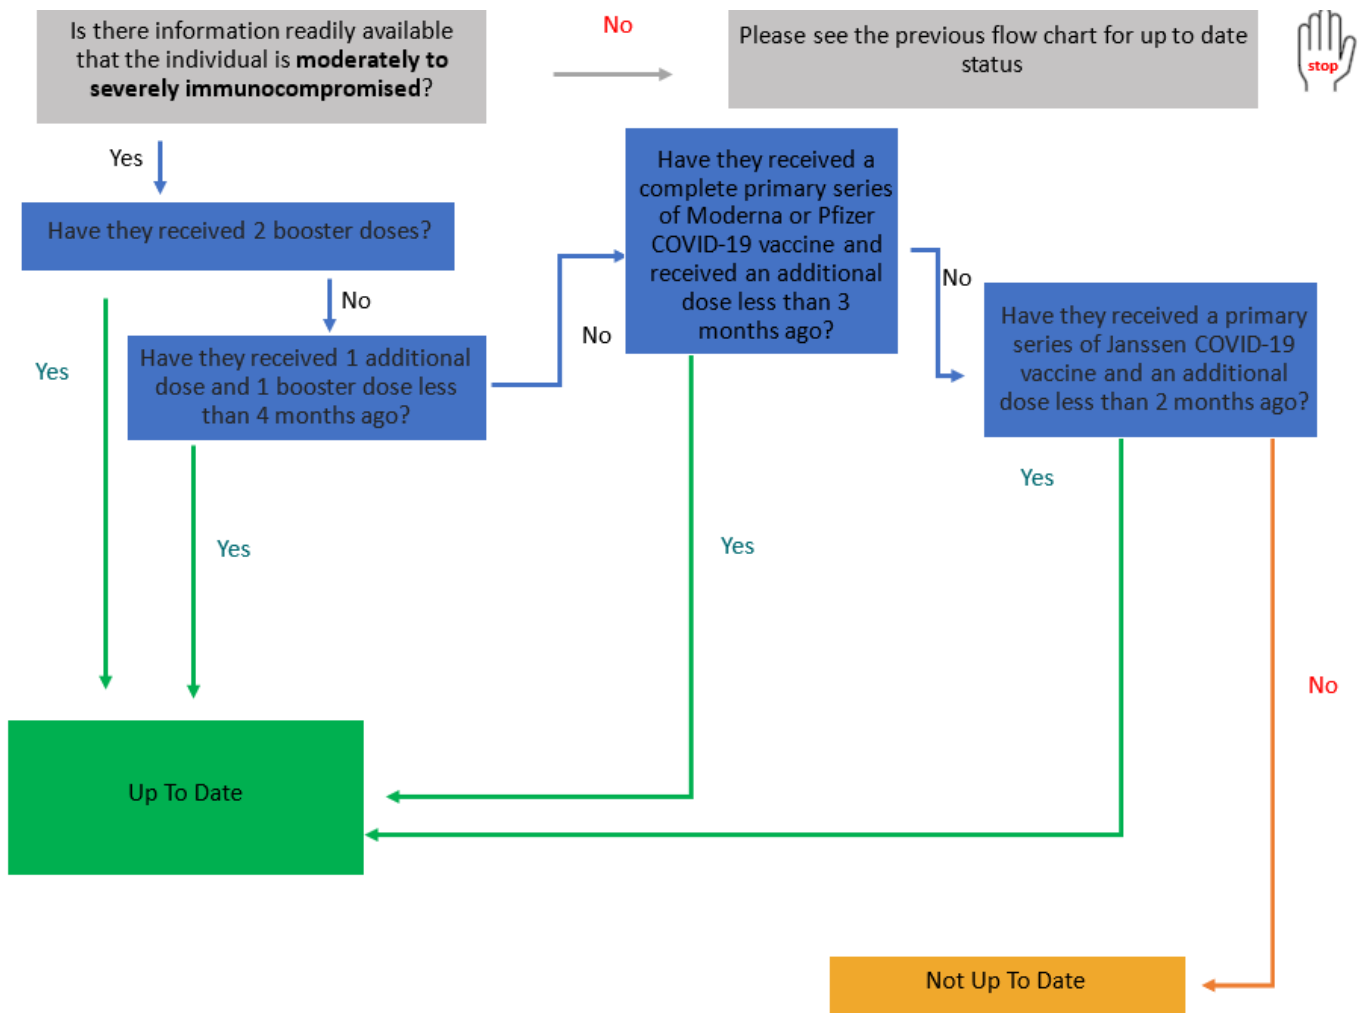 Is there information readily available
that the individual is moderately to
severely immunocompromised?
No
Please see the previous flow chart for up to date
status
stop
Yes
Have they received 2 booster doses?
No
Yes
Have they received 1 additional
dose and 1 booster dose less
than 4 months ago?
No
Yes
Have they received a
complete primary series
of Moderna or Pfizer
COVID-19 vaccine and
received an additional
dose less than 3
months ago?
No
Yes
Have they received a primary
series of Janssen COVID-19
vaccine and an additional
dose less than 2 months ago?
Yes
No
Up To Date
Not Up To Date